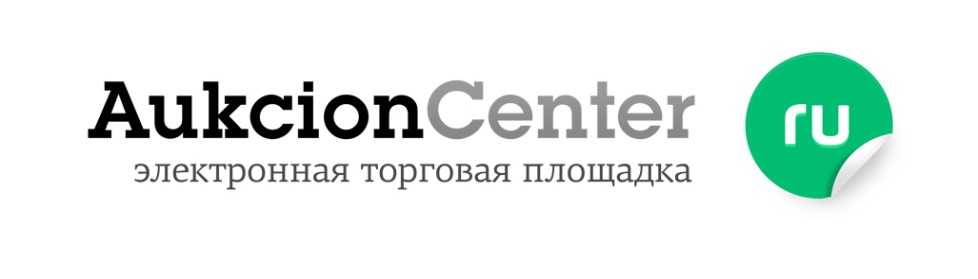 AukcionCenter
ru
электронная торговая площадка